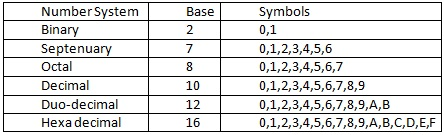 Number System Base Symbols
Binary 2 0,1
Septenuary 7 0,1,2,3,4,5,6
Octal 8 0,1,2,3,4,5,6,7
Decimal 10 0,1,2,3,4,5,6,7,8,9
Duo-decimal 12 0,1,2,3,4,5,6,7,8,9,A,B
Hexa decimal 16 0,1,2,3,4,5,6,7,8,9,A,B,C,D,E,F